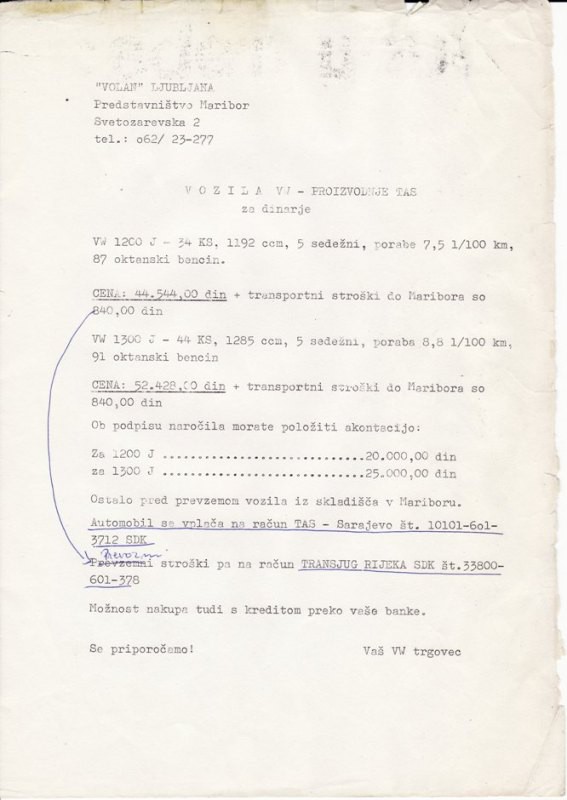 "VOLAN" LJUBLJANA
Predstavništvo Maribor
Svetozarevska 2
tel.: o62/ 23-277
V O Z I L A VW - PROIZVODNJE TAS
za dinarje
VW 1200 J - 34 KS, 1192 ccm, 5 sedežni, poraba 7,5 l/100 km,
87 oktanski bencin.
CENA: 44.544,00 din + transportni stroški do Maribora so
840,00 din
VW 1300 J - 44 KS, 1285 ccm, 5 sedežni, poraba 8,8 l/100 km,
91 oktanski bencin
CENA: 52.428,00 din + transportni stroški do Maribora so
840,00 din
Ob podpisu naročila morate položiti akontacijo:
Za 1200 J ............................20.000,00 din
za 1300 J ............................25.000,00 din
Ostalo pred prevzemom vozila iz skladišča v Mariboru.
Automobil se vplača na račun TAS - Sarajevo št. 10101-6o1-
3712 SDK
Prevozni
Prevzemni stroški pa na račun TRANSJUG RIJEKA SDK št.33800-
601-378
Možnost nakupa tudi s kreditom preko vaše banke.
Se priporočamo! Vaš VW trgovec